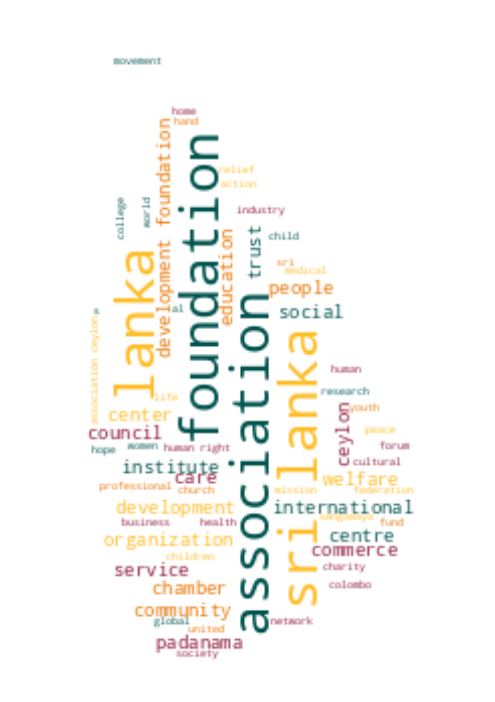 movement
home
hand
development foundation
foundation
relief
action
college
world
industry
trust
child
education
lanka
sri
medical
people
social
association
sri lanka
s
al
association ceylon
life
center
council
human
research
youth
ceylon
peace
hope
women
human right
forum
cultural
institute
care
welfare
professional
church
mission
federation
development
international
business
health
fund
organization
centre
commerce
children
service
charity
chamber
colombo
community
global
united
network
padanama
society